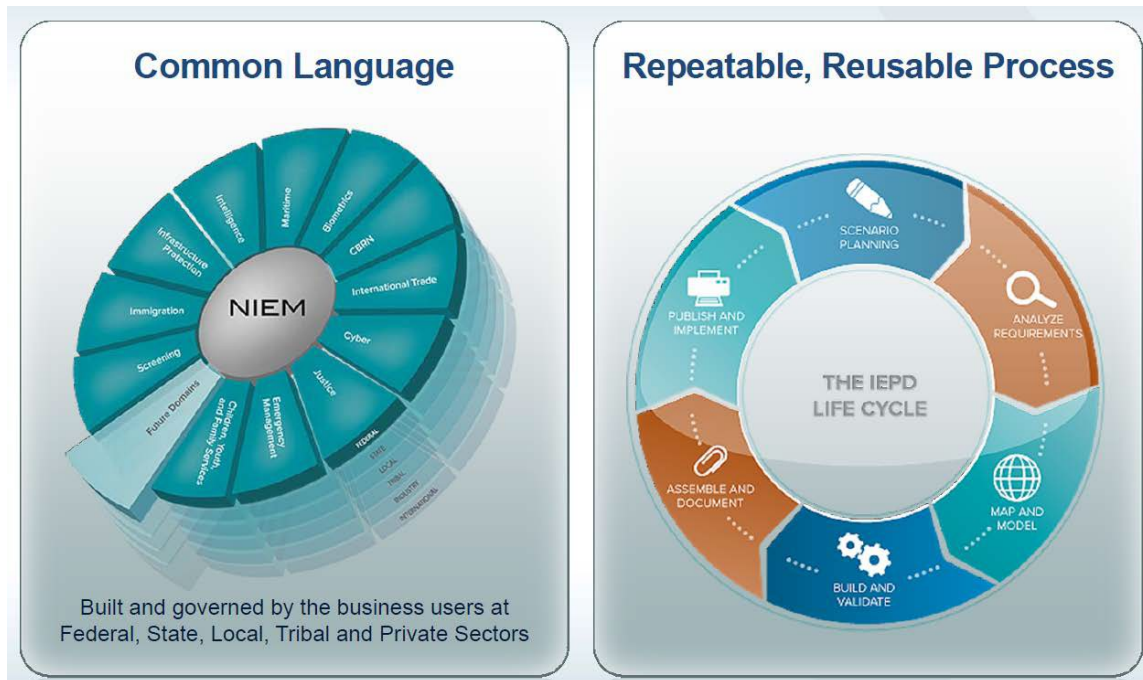 Common Language
Intelligence
Maritime
Biometrics
CBRN
International Trade
Cyber
Justice
Emergency
Management
Children, Youth,
and Family Services
Future Domains
Screening
Immigration
Infrastructure
Protection
NIEM
FEDERAL
STATE
LOCAL
TRIBAL
INDUSTRY
INTERNATIONAL
Built and governed by the business users at
Federal, State, Local, Tribal and Private Sectors
Repeatable, Reusable Process
SCENARIO
PLANNING
ANALYZE
REQUIREMENTS
MAP AND
MODEL
BUILD AND
VALIDATE
ASSEMBLE AND
DOCUMENT
PUBLISH AND
IMPLEMENT
THE IEPD
LIFE CYCLE